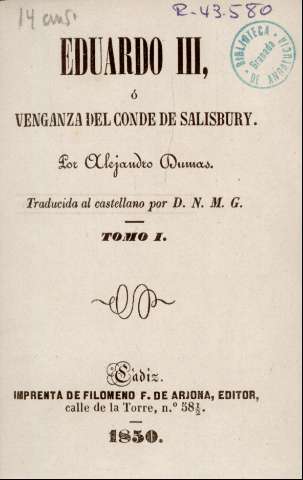 14 cms.
R-43.580
BIBLIOTECA
Granada
DE ANDALUCIA
EDUARDO III,
ó
VENGANZA DEL CONDE DE SALISBURY.
Por Alejandro Dumas.
Traducida al castellano por D. N. M. G.
TOMO I.
Cádiz.
IMPRENTA DE FILOMENO F. DE ARJONA, EDITOR,
calle de la Torre, n.º 58½.
1850.